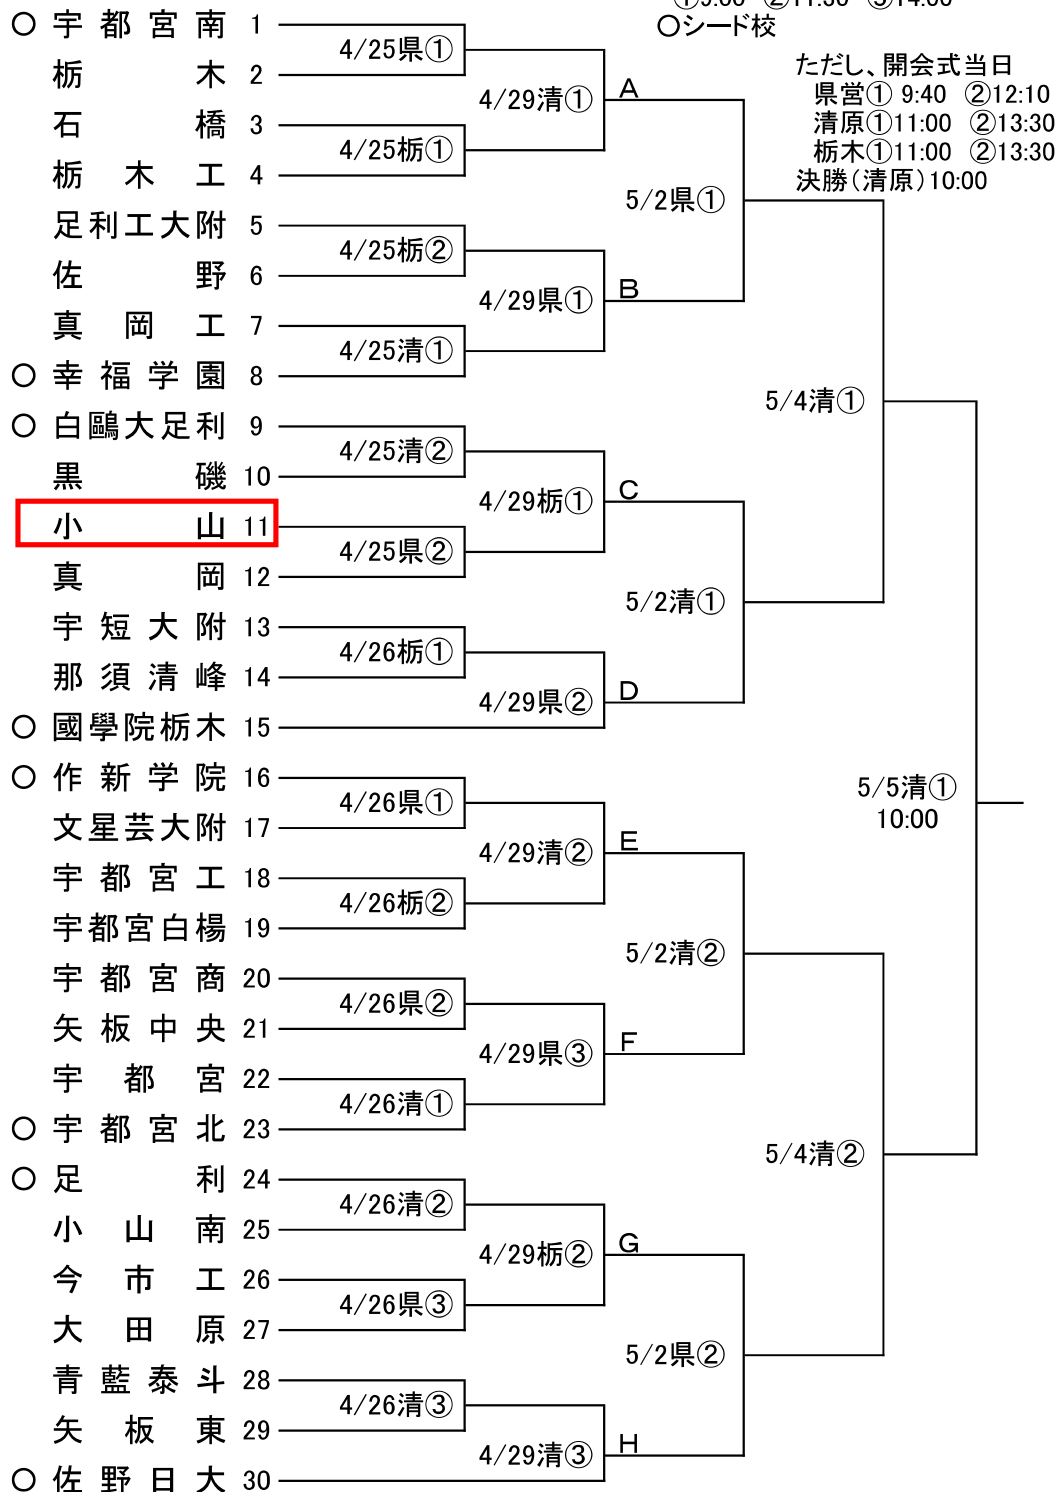 ①9:00 ②11:30 ③14:00
○シード校
ただし、開会式当日
県営① 9:40 ②12:10
清原①11:00 ②13:30
栃木①11:00 ②13:30
決勝(清原)10:00
○ 宇都宮南 1
4/25県①
栃木 2
4/29清①
A
石橋 3
4/25栃①
栃木工 4
5/2県①
足利工大附 5
4/25栃②
佐野 6
4/29県①
B
真岡工 7
4/25清①
○ 幸福学園 8
5/4清①
○ 白鷗大足利 9
4/25清②
黒磯 10
4/29栃①
C
小山 11
4/25県②
真岡 12
5/2清①
宇短大附 13
4/26栃①
那須清峰 14
4/29県②
D
○ 國學院栃木 15
○ 作新学院 16
5/5清①
10:00
4/26県①
文星芸大附 17
4/29清②
E
宇都宮工 18
4/26栃②
宇都宮白楊 19
5/2清②
宇都宮商 20
4/26県②
矢板中央 21
4/29県③
F
宇都宮 22
4/26清①
○ 宇都宮北 23
5/4清②
○ 足利 24
4/26清②
小山南 25
4/29栃②
G
今市工 26
4/26県③
大田原 27
5/2県②
青藍泰斗 28
4/26清③
矢板東 29
4/29清③
H
○ 佐野日大 30